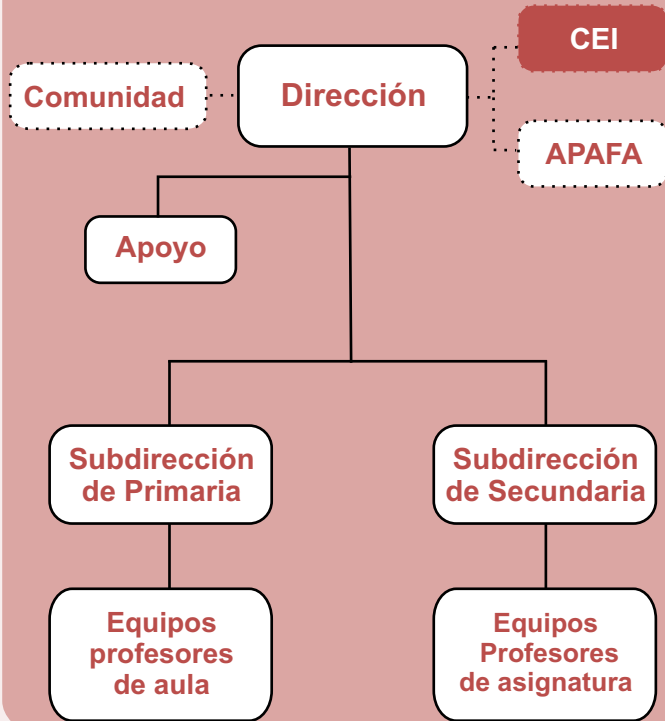 CEI
Comunidad
Dirección
APAFA
Apoyo
Subdirección
de Primaria
Subdirección
de Secundaria
Equipos
profesores
de aula
Equipos
Profesores
de asignatura